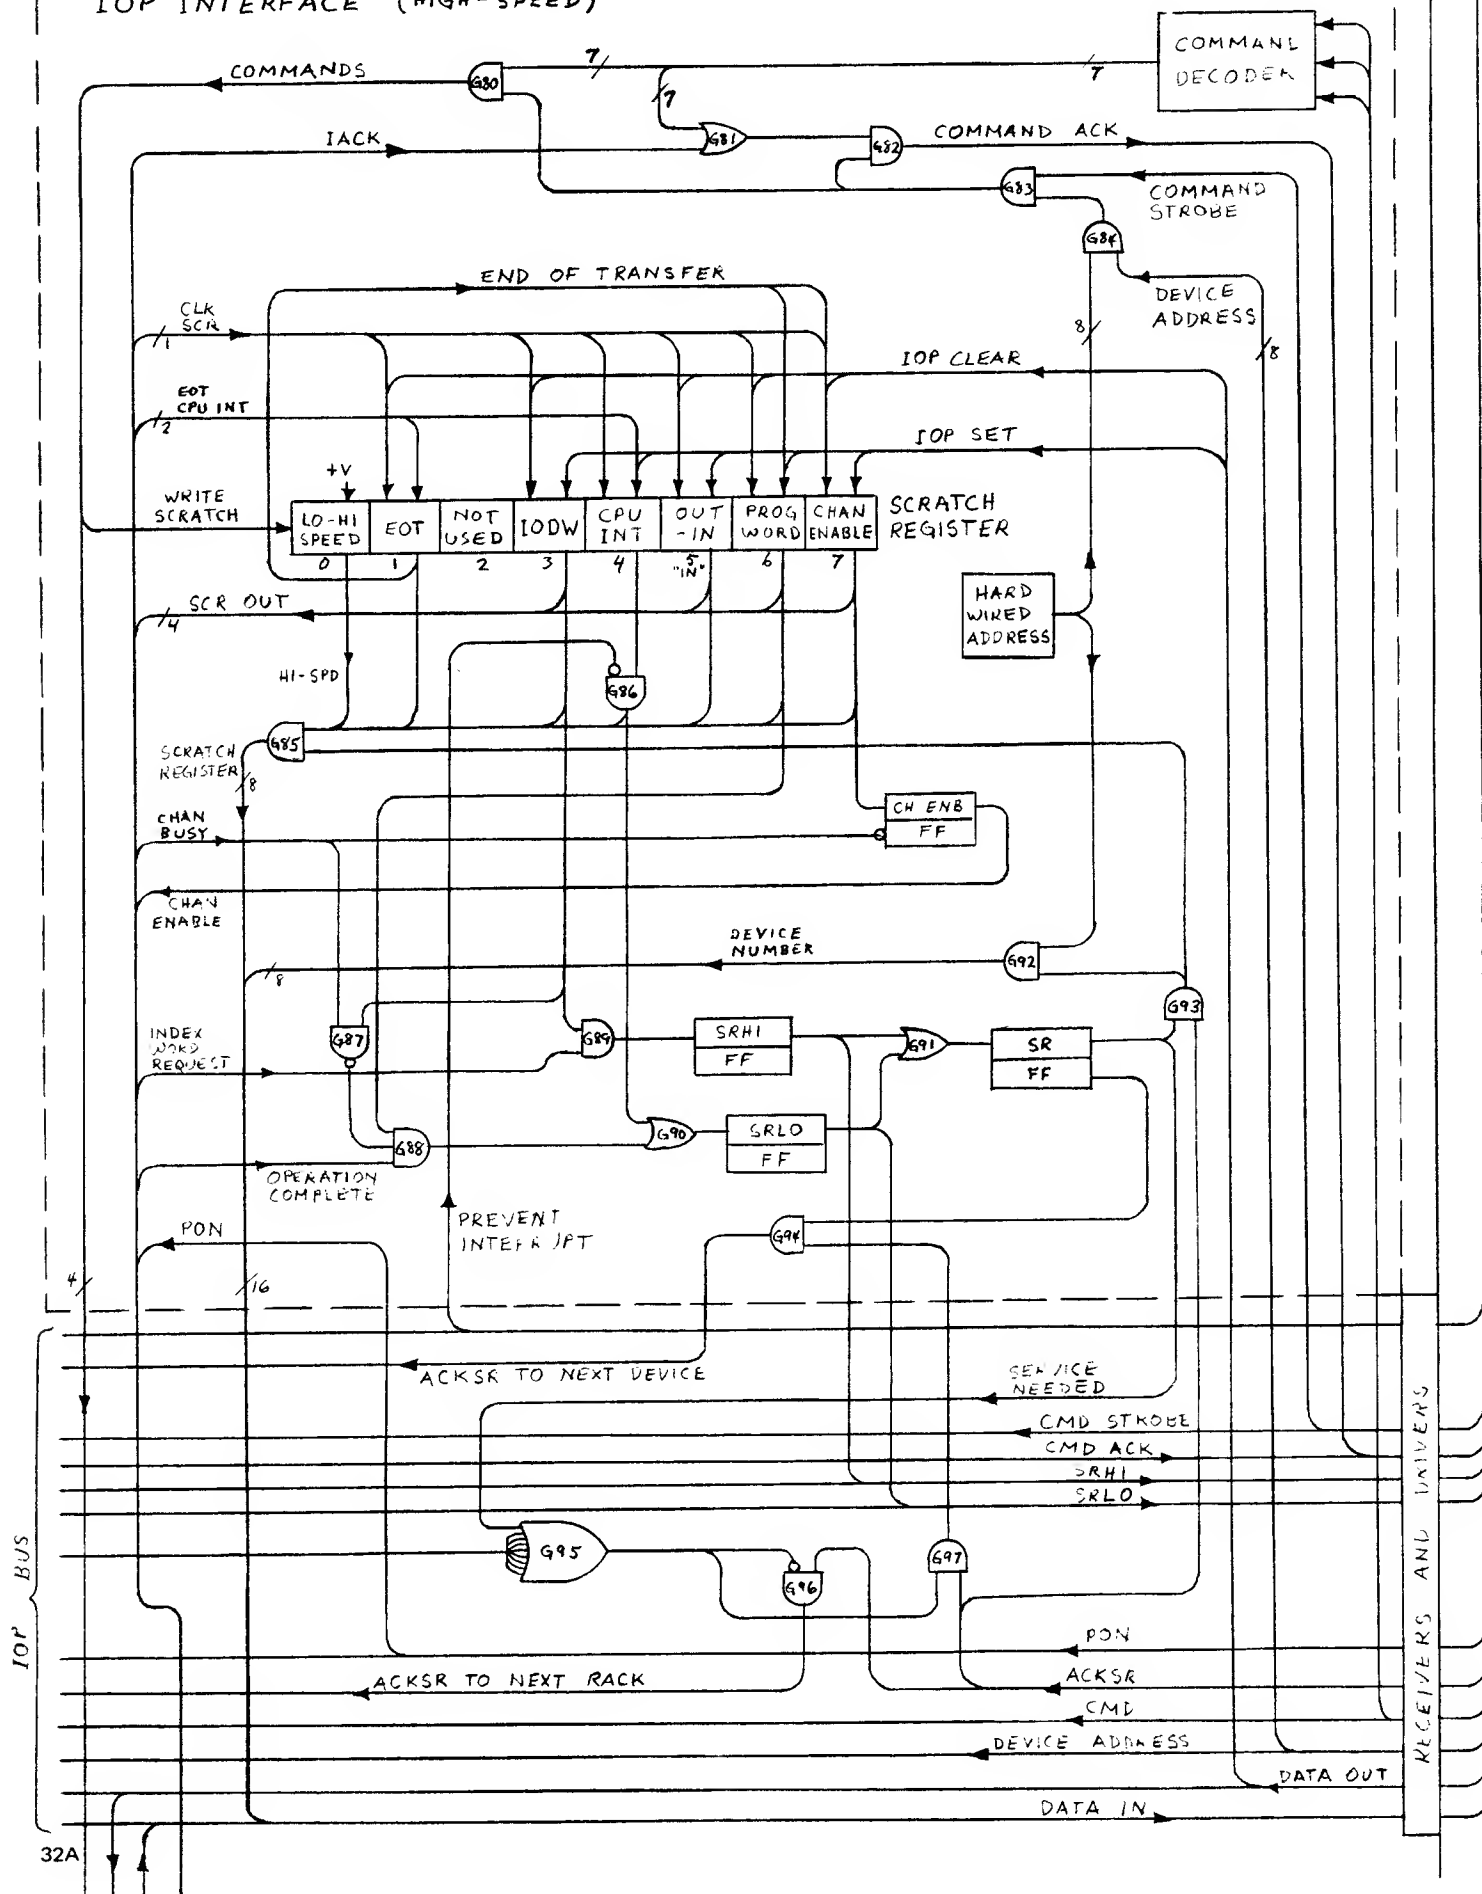 IOP INTERFACE (HIGH-SPEED)
COMMANDS
G80
7
7
7
COMMAND
DECODER
IACK
G81
G82
COMMAND ACK
G83
COMMAND
STROBE
G84
END OF TRANSFER
DEVICE
ADDRESS
8
8
CLK
SCR
1
IOP CLEAR
EOT
CPU INT
2
IOP SET
+V
WRITE
SCRATCH
LO-HI
SPEED
EOT
NOT
USED
IODW
CPU
INT
OUT
-IN
PROG
WORD
CHAN
ENABLE
SCRATCH
REGISTER
0 1 2 3 4 5 6 7
"IN"
SCR OUT
4
HARD
WIRED
ADDRESS
HI-SPD
G86
G85
SCRATCH
REGISTER
8
CHAN
BUSY
CH ENB
FF
CHAN
ENABLE
DEVICE
NUMBER
8
G92
G93
INDEX
WORD
REQUEST
G87
G89
SRHI
FF
G91
SR
FF
G88
G90
SRLO
FF
OPERATION
COMPLETE
PON
PREVENT
INTERRUPT
G94
4
16
ACKSR TO NEXT DEVICE
SERVICE
NEEDED
CMD STROBE
CMD ACK
SRHI
SRLO
G95
G96
G97
PON
ACKSR TO NEXT RACK
ACKSR
CMD
DEVICE ADDRESS
DATA OUT
DATA IN
IOP BUS
RECEIVERS AND DRIVERS
32A